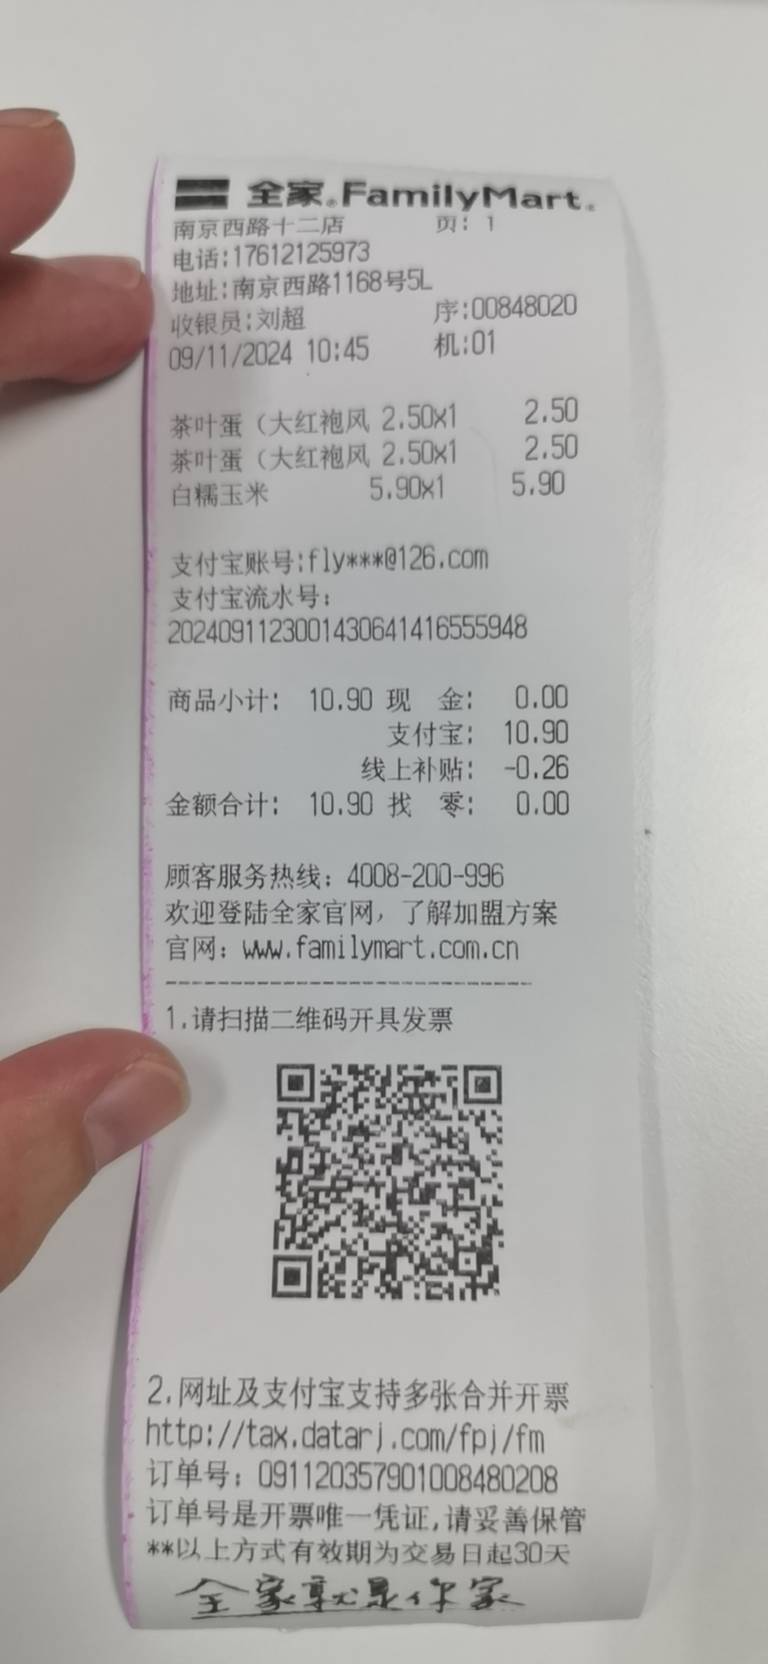 全家®FamilyMart®
南京西路十二店 页: 1
电话:17612125973
地址:南京西路1168号5L
收银员:刘超 序:00848020
09/11/2024 10:45 机:01
茶叶蛋（大红袍风 2.50x1 2.50
茶叶蛋（大红袍风 2.50x1 2.50
白糯玉米 5.90x1 5.90
支付宝账号:fly***@126.com
支付宝流水号:
2024091123001430641416555948
商品小计: 10.90 现 金: 0.00
支付宝: 10.90
线上补贴: -0.26
金额合计: 10.90 找 零: 0.00
顾客服务热线: 4008-200-996
欢迎登陆全家官网, 了解加盟方案
官网: www.familymart.com.cn
------------------------------
1.请扫描二维码开具发票
2.网址及支付宝支持多张合并开票
http://tax.datarj.com/fpj/fm
订单号: 0911203579010084802​08
订单号是开票唯一凭证,请妥善保管
**以上方式有效期为交易日起30天
全家就是你家